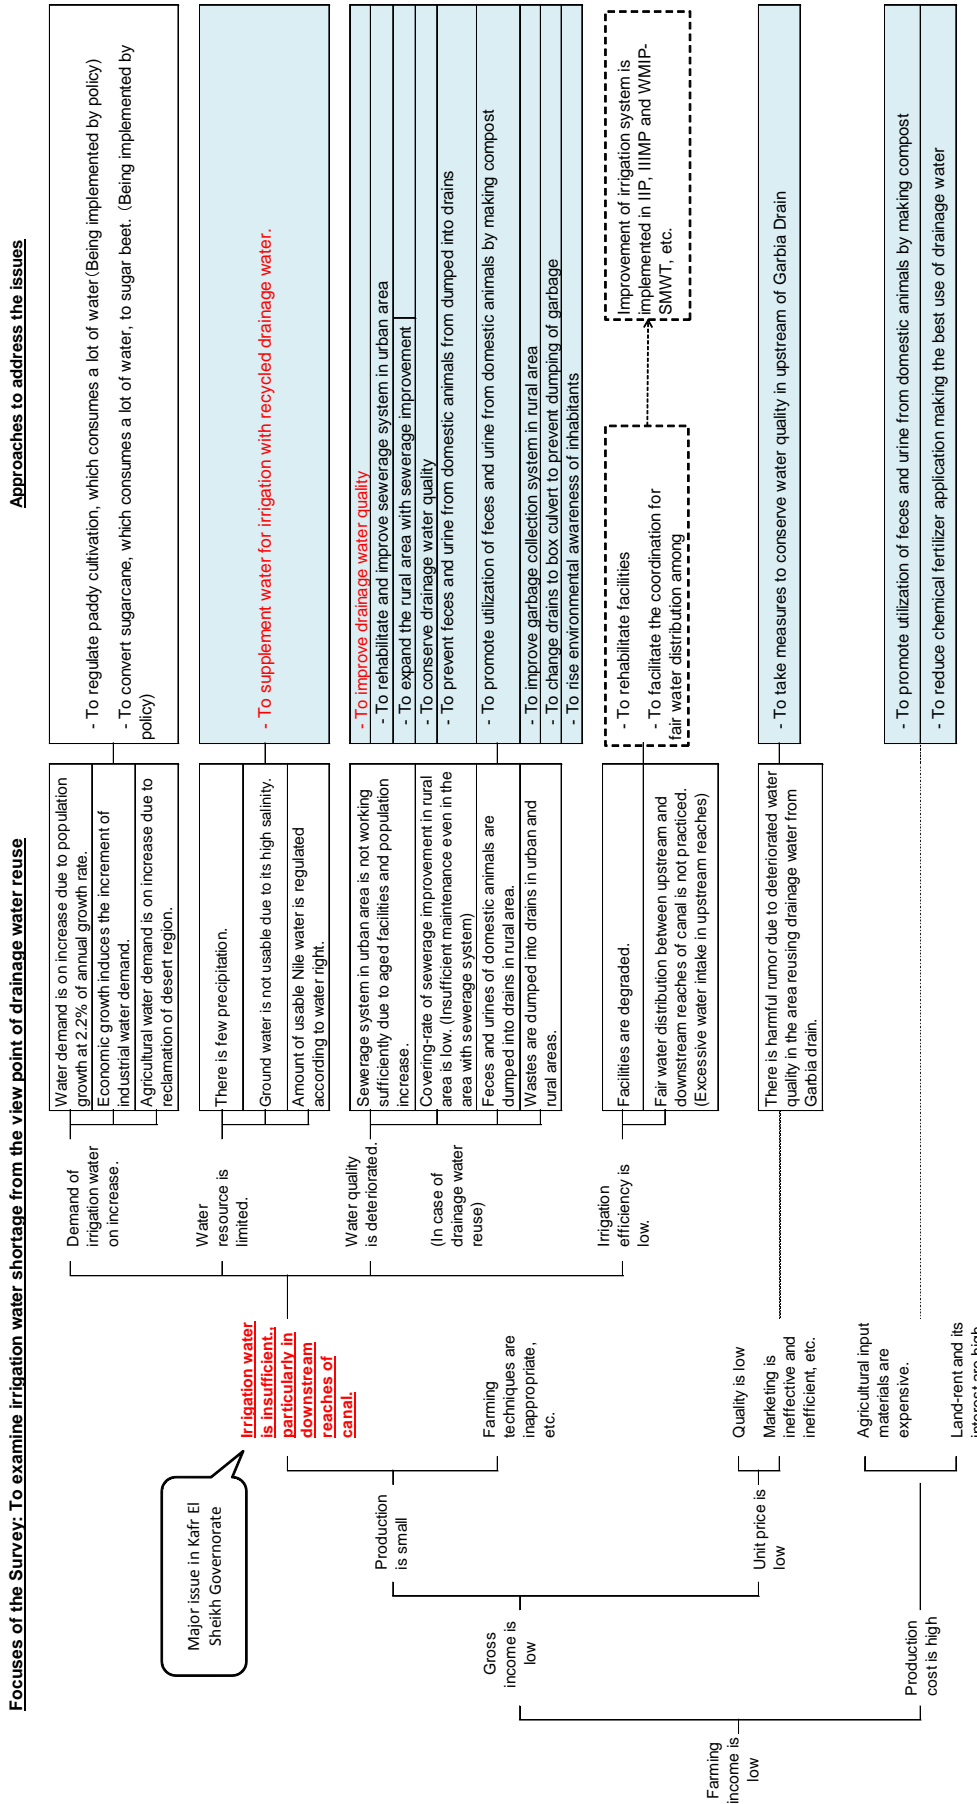 Focuses of the Survey: To examine irrigation water shortage from the view point of drainage water reuse
Approaches to address the issues
Farming
income is
low
Gross
income is
low
Production
cost is high
Major issue in Kafr El
Sheikh Governorate
Production
is small
Unit price is
low
Irrigation water
is insufficient.,
particularly in
downstream
reaches of
canal.
Farming
techniques are
inappropriate,
etc.
Quality is low
Marketing is
ineffective and
inefficient, etc.
Agricultural input
materials are
expensive.
Land-rent and its
interest are high
Demand of
irrigation water
on increase.
Water
resource is
limited.
Water quality
is deteriorated.
(In case of
drainage water
reuse)
Irrigation
efficiency is
low.
Water demand is on increase due to population
growth at 2.2% of annual growth rate.
Economic growth induces the increment of
industrial water demand.
Agricultural water demand is on increase due to
reclamation of desert region.
There is few precipitation.
Ground water is not usable due to its high salinity.
Amount of usable Nile water is regulated
according to water right.
Sewerage system in urban area is not working
sufficiently due to aged facilities and population
increase.
Covering-rate of sewerage improvement in rural
area is low. (Insufficient maintenance even in the
area with sewerage system)
Feces and urines of domestic animals are
dumped into drains in rural area.
Wastes are dumped into drains in urban and
rural areas.
Facilities are degraded.
Fair water distribution between upstream and
downstream reaches of canal is not practiced.
(Excessive water intake in upstream reaches)
There is harmful rumor due to deteriorated water
quality in the area reusing drainage water from
Garbia drain.
- To regulate paddy cultivation, which consumes a lot of water (Being implemented by policy)
- To convert sugarcane, which consumes a lot of water, to sugar beet. (Being implemented by
policy)
- To supplement water for irrigation with recycled drainage water.
- To improve drainage water quality
- To rehabilitate and improve sewerage system in urban area
- To expand the rural area with sewerage improvement
- To conserve drainage water quality
- To prevent feces and urine from domestic animals from dumped into drains
- To promote utilization of feces and urine from domestic animals by making compost
- To improve garbage collection system in rural area
- To change drains to box culvert to prevent dumping of garbage
- To rise environmental awareness of inhabitants
- To rehabilitate facilities
- To facilitate the coordination for
fair water distribution among
Improvement of irrigation system is
implemented in IIP, IIIMP and WMIP-
SMWT, etc.
- To take measures to conserve water quality in upstream of Garbia Drain
- To promote utilization of feces and urine from domestic animals by making compost
- To reduce chemical fertilizer application making the best use of drainage water